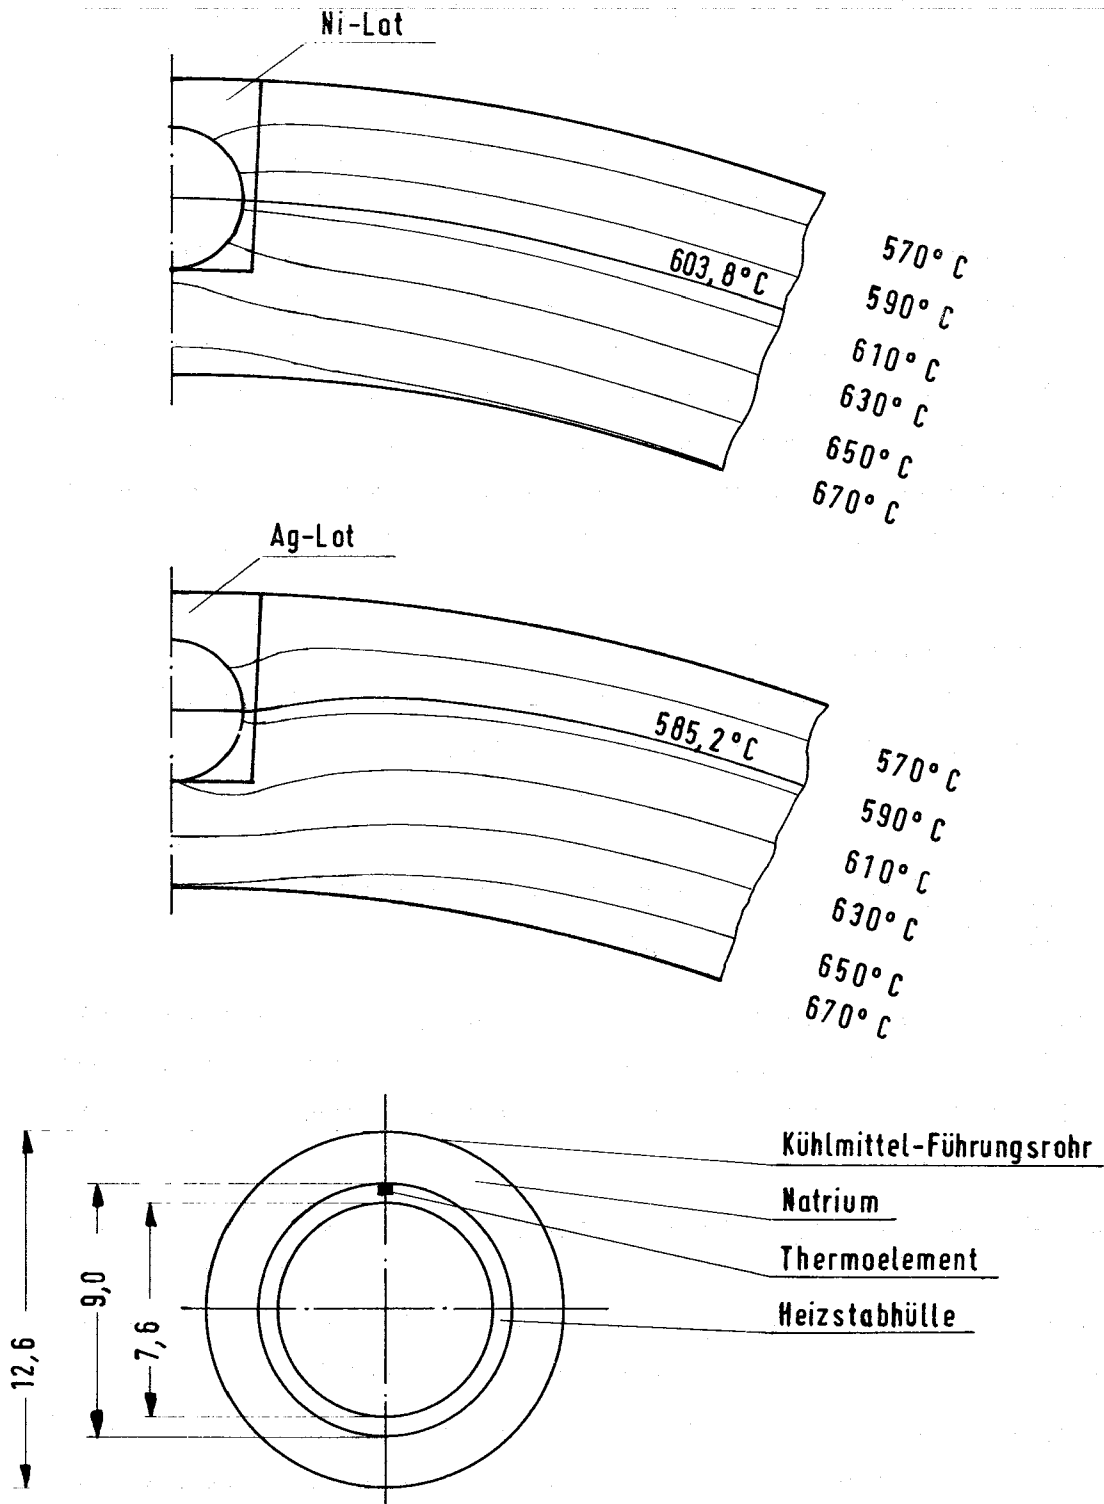 Ni-Lot
603,8°C
570°C
590°C
610°C
630°C
650°C
670°C
Ag-Lot
585,2°C
570°C
590°C
610°C
630°C
650°C
670°C
Kühlmittel-Führungsrohr
Natrium
Thermoelement
Heizstabhülle
12,6
9,0
7,6